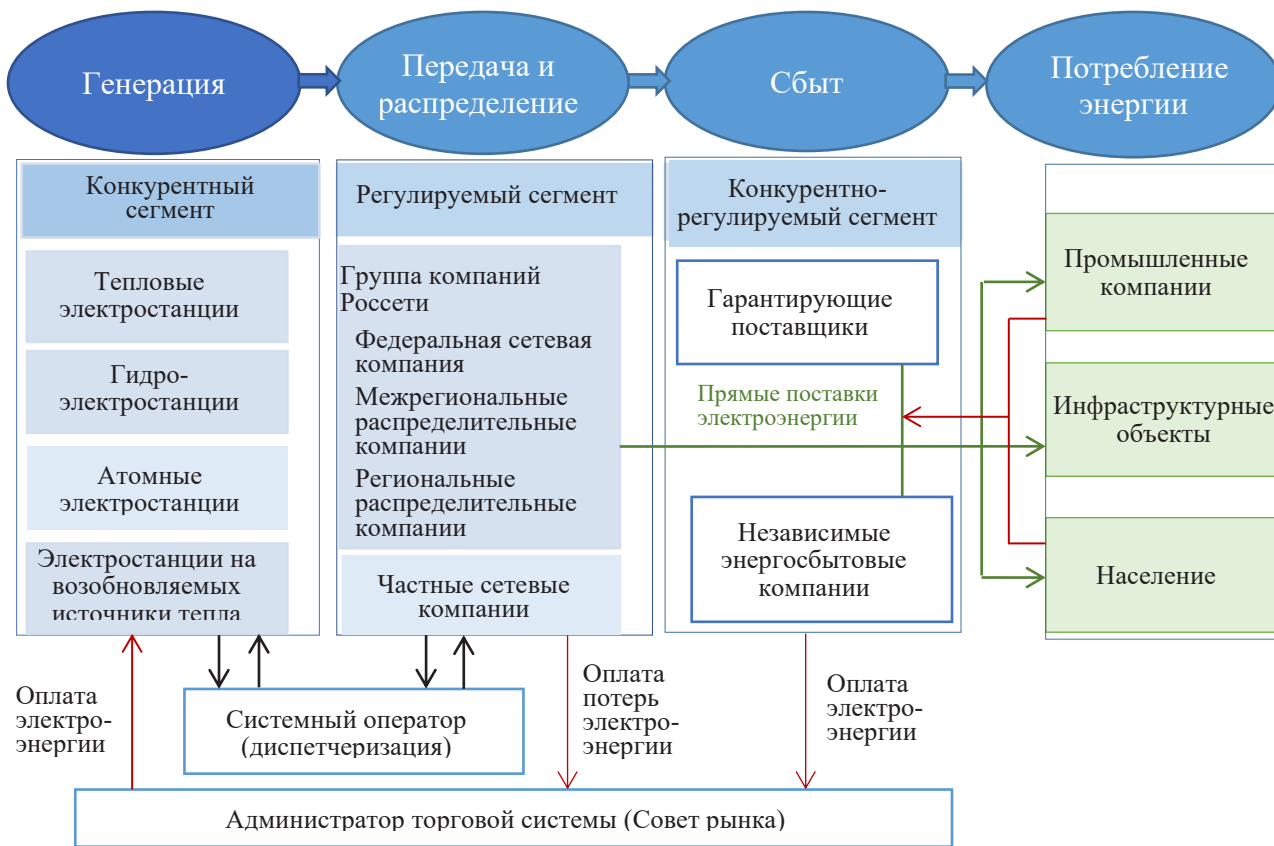 Генерация
Передача и
распределение
Сбыт
Потребление
энергии
Конкурентный
сегмент
Тепловые
электростанции
Гидро-
электростанции
Атомные
электростанции
Электростанции на
возобновляемых
источники тепла
Регулируемый сегмент
Группа компаний
Россети
Федеральная сетевая
компания
Межрегиональные
распределительные
компании
Региональные
распределительные
компании
Частные сетевые
компании
Конкурентно-
регулируемый сегмент
Гарантирующие
поставщики
Прямые поставки
электроэнергии
Независимые
энергосбытовые
компании
Промышленные
компании
Инфраструктурные
объекты
Население
Оплата
электро-
энергии
Системный оператор
(диспетчеризация)
Оплата
потерь
электро-
энергии
Оплата
электро-
энергии
Администратор торговой системы (Совет рынка)